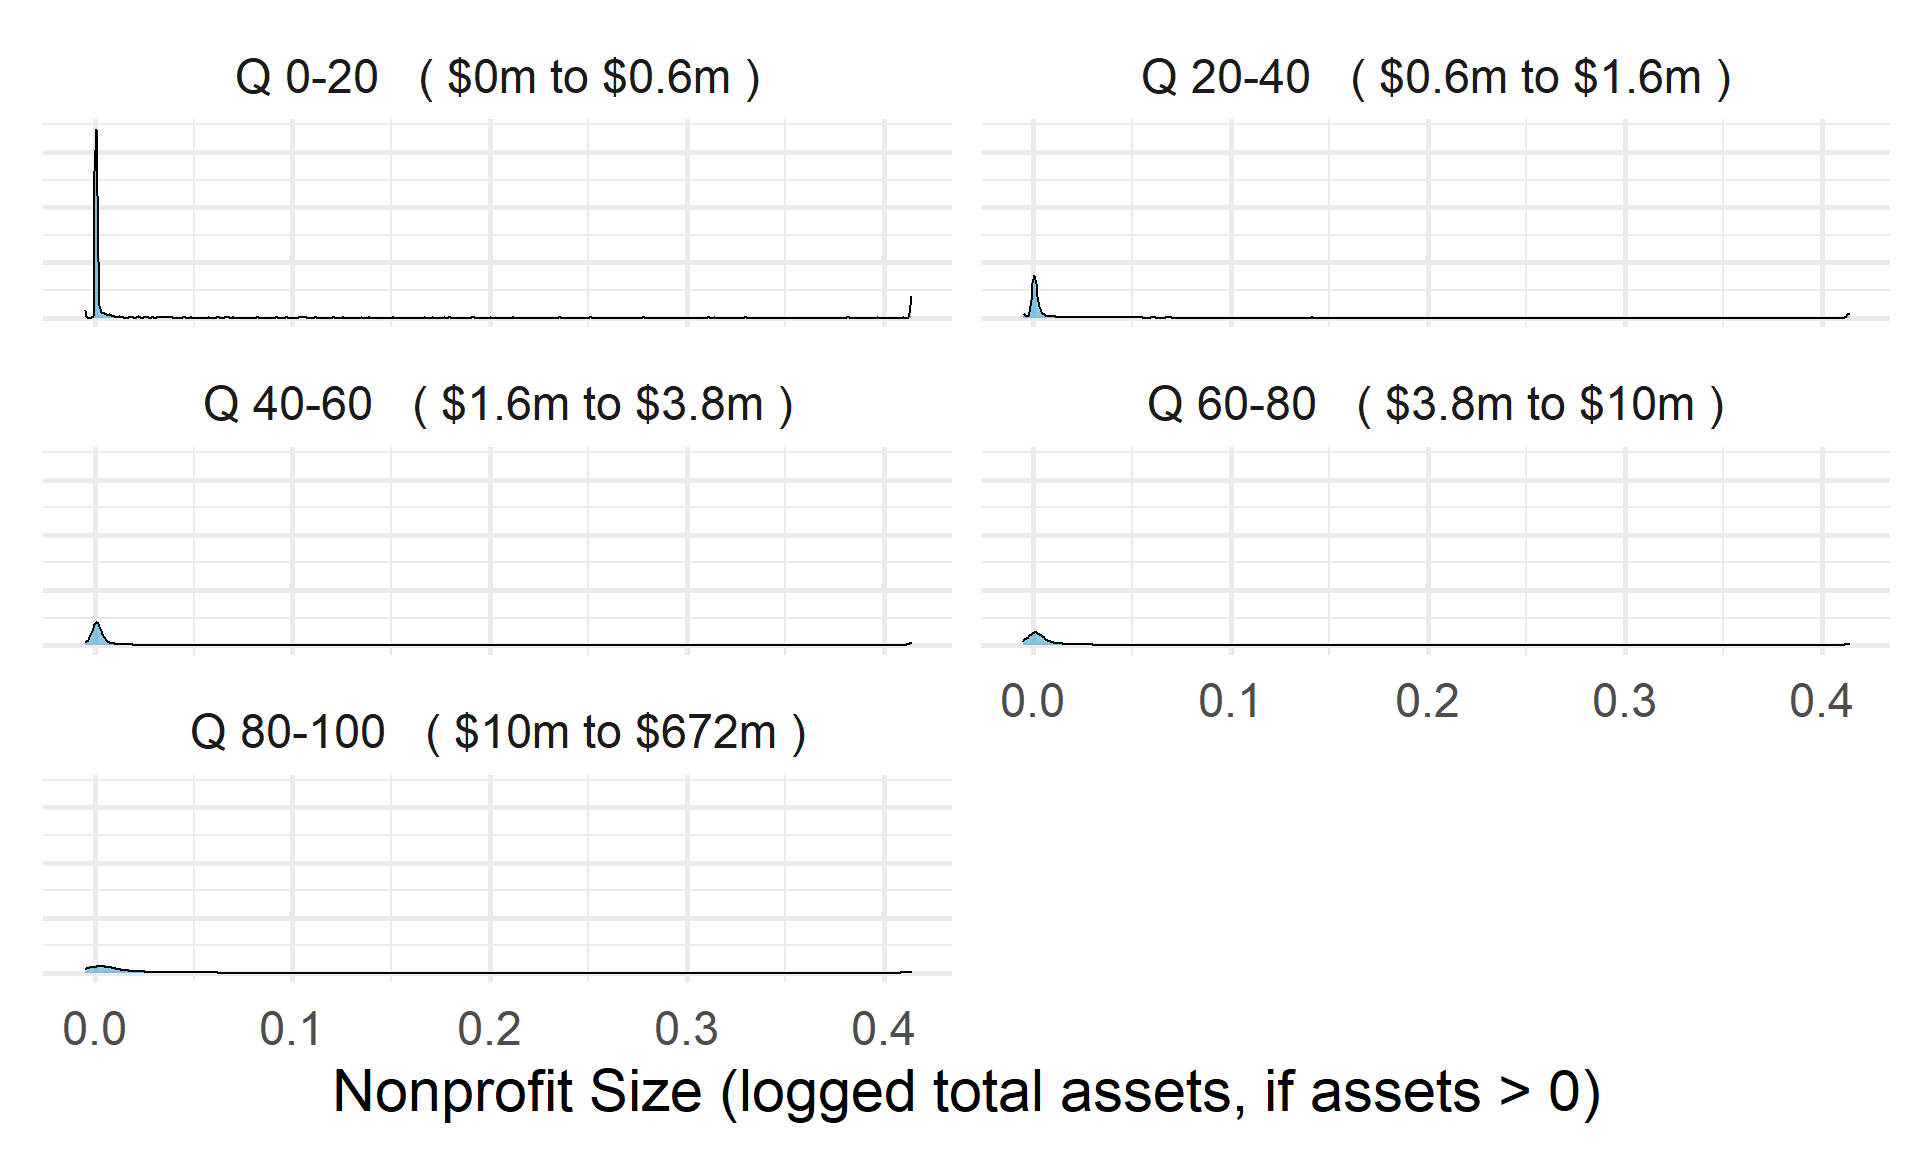 Q 0-20 ( $0m to $0.6m )
Q 20-40 ( $0.6m to $1.6m )
Q 40-60 ( $1.6m to $3.8m )
Q 60-80 ( $3.8m to $10m )
0.0 0.1 0.2 0.3 0.4
Q 80-100 ( $10m to $672m )
0.0 0.1 0.2 0.3 0.4
Nonprofit Size (logged total assets, if assets > 0)